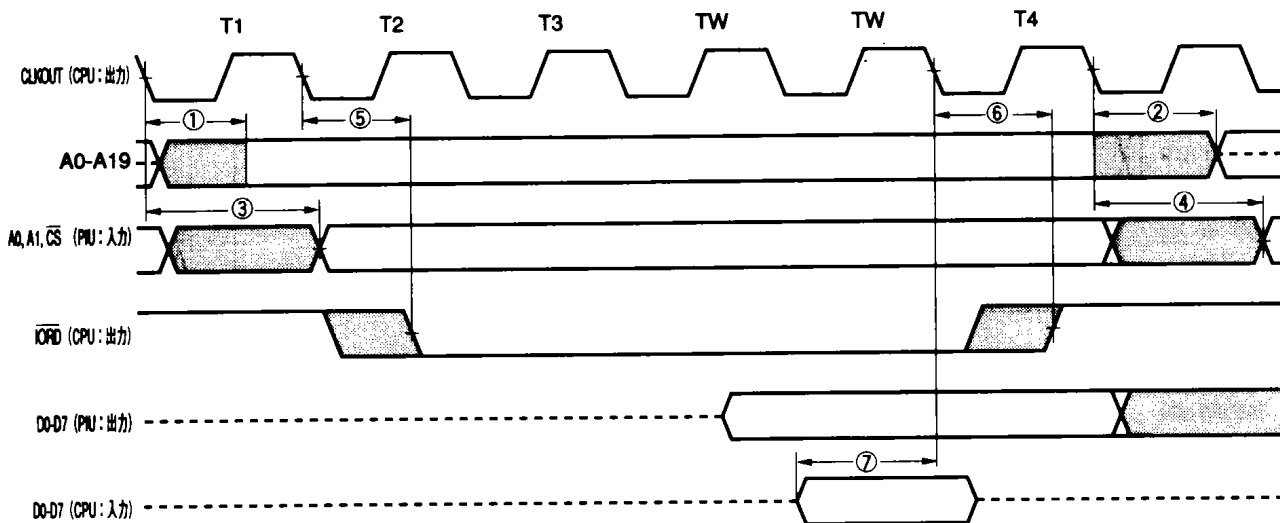 T1 T2 T3 TW TW T4
CLKOUT (CPU：出力)
① ⑤ ⑥ ②
A0-A19
③ ④
A0, A1, CS (PIU：入力)
IORD (CPU：出力)
D0-D7 (PIU：出力)
⑦
D0-D7 (CPU：入力)